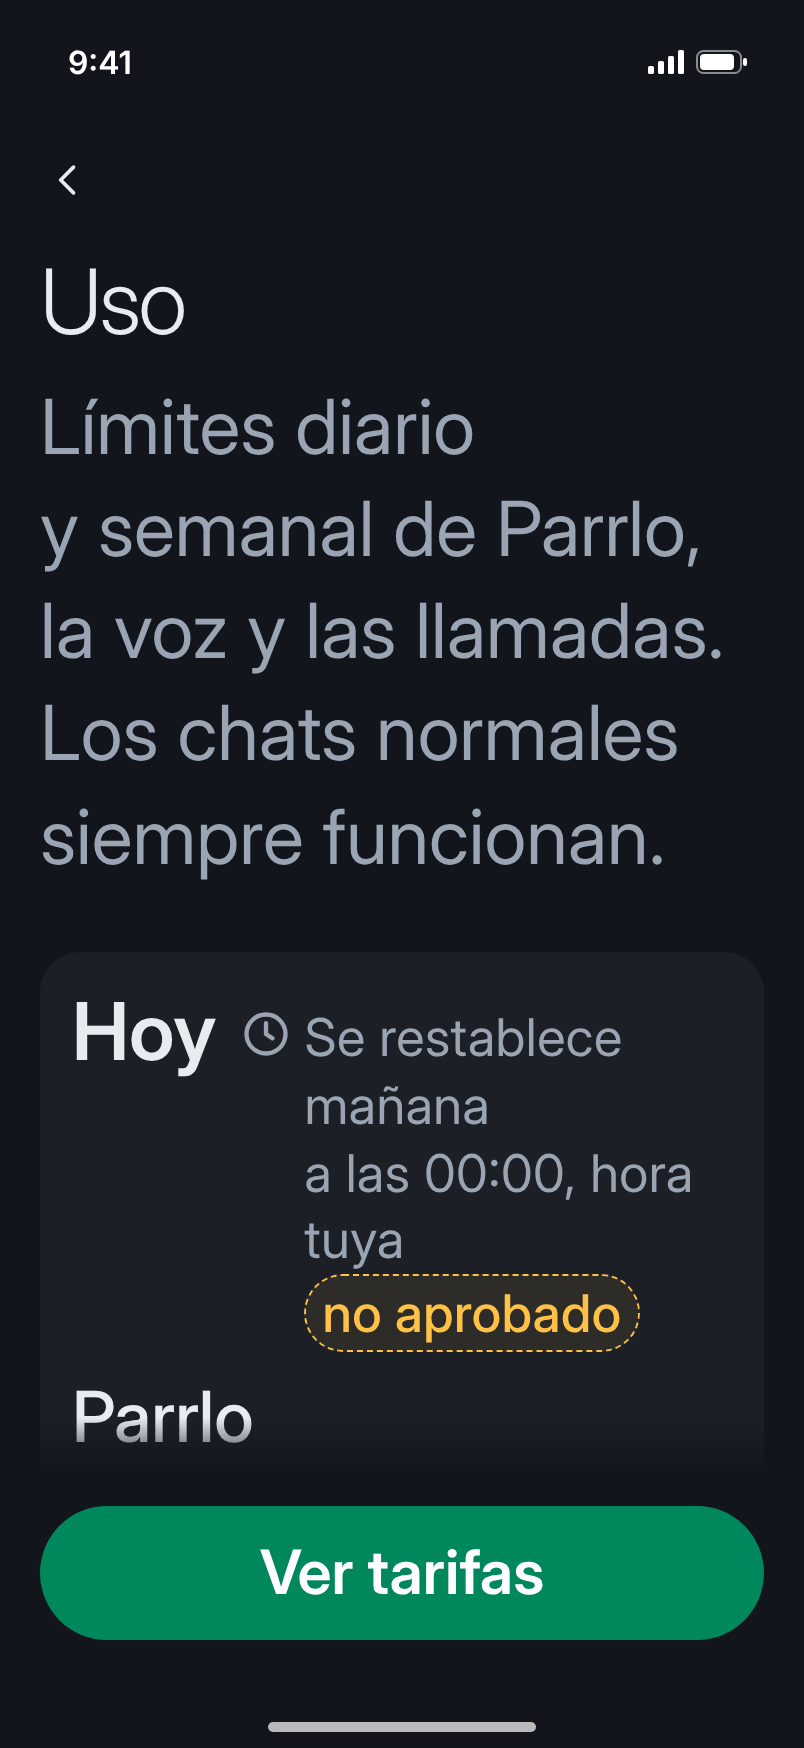 9:41
Uso
Límites diario
y semanal de Parrlo,
la voz y las llamadas.
Los chats normales
siempre funcionan.
Hoy
Se restablece
mañana
a las 00:00, hora
tuya
no aprobado
Parrlo
Ver tarifas